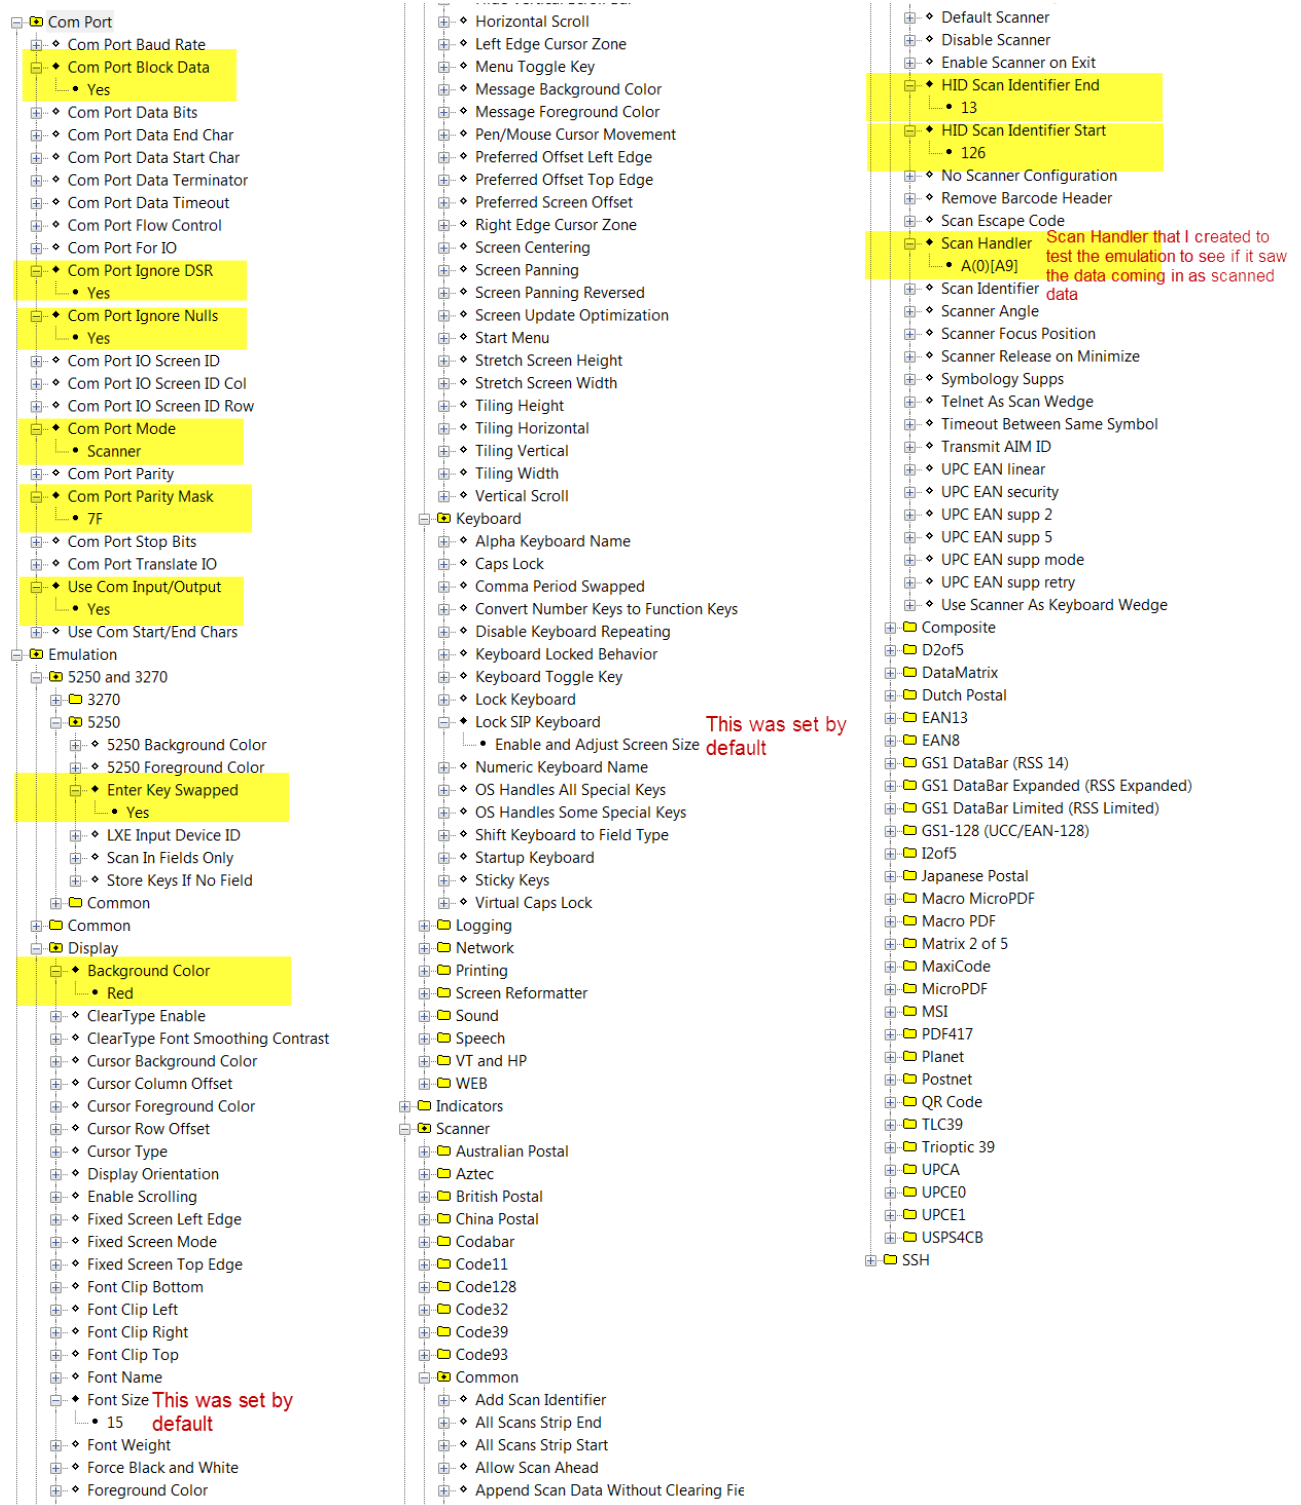 Com Port
Com Port Baud Rate
Com Port Block Data
Yes
Com Port Data Bits
Com Port Data End Char
Com Port Data Start Char
Com Port Data Terminator
Com Port Data Timeout
Com Port Flow Control
Com Port For IO
Com Port Ignore DSR
Yes
Com Port Ignore Nulls
Yes
Com Port IO Screen ID
Com Port IO Screen ID Col
Com Port IO Screen ID Row
Com Port Mode
Scanner
Com Port Parity
Com Port Parity Mask
7F
Com Port Stop Bits
Com Port Translate IO
Use Com Input/Output
Yes
Use Com Start/End Chars
Emulation
5250 and 3270
3270
5250
5250 Background Color
5250 Foreground Color
Enter Key Swapped
Yes
LXE Input Device ID
Scan In Fields Only
Store Keys If No Field
Common
Common
Display
Background Color
Red
ClearType Enable
ClearType Font Smoothing Contrast
Cursor Background Color
Cursor Column Offset
Cursor Foreground Color
Cursor Row Offset
Cursor Type
Display Orientation
Enable Scrolling
Fixed Screen Left Edge
Fixed Screen Mode
Fixed Screen Top Edge
Font Clip Bottom
Font Clip Left
Font Clip Right
Font Clip Top
Font Name
Font Size
15
This was set by
default
Font Weight
Force Black and White
Foreground Color
Hide Vertical Scroll Bar
Horizontal Scroll
Left Edge Cursor Zone
Menu Toggle Key
Message Background Color
Message Foreground Color
Pen/Mouse Cursor Movement
Preferred Offset Left Edge
Preferred Offset Top Edge
Preferred Screen Offset
Right Edge Cursor Zone
Screen Centering
Screen Panning
Screen Panning Reversed
Screen Update Optimization
Start Menu
Stretch Screen Height
Stretch Screen Width
Tiling Height
Tiling Horizontal
Tiling Vertical
Tiling Width
Vertical Scroll
Keyboard
Alpha Keyboard Name
Caps Lock
Comma Period Swapped
Convert Number Keys to Function Keys
Disable Keyboard Repeating
Keyboard Locked Behavior
Keyboard Toggle Key
Lock Keyboard
Lock SIP Keyboard
Enable and Adjust Screen Size
This was set by
default
Numeric Keyboard Name
OS Handles All Special Keys
OS Handles Some Special Keys
Shift Keyboard to Field Type
Startup Keyboard
Sticky Keys
Virtual Caps Lock
Logging
Network
Printing
Screen Reformatter
Sound
Speech
VT and HP
WEB
Indicators
Scanner
Australian Postal
Aztec
British Postal
China Postal
Codabar
Code11
Code128
Code32
Code39
Code93
Common
Add Scan Identifier
All Scans Strip End
All Scans Strip Start
Allow Scan Ahead
Append Scan Data Without Clearing Fie
Default Scanner
Disable Scanner
Enable Scanner on Exit
HID Scan Identifier End
13
HID Scan Identifier Start
126
No Scanner Configuration
Remove Barcode Header
Scan Escape Code
Scan Handler
A(0)[A9]
Scan Handler that I created to
test the emulation to see if it saw
the data coming in as scanned
data
Scan Identifier
Scanner Angle
Scanner Focus Position
Scanner Release on Minimize
Symbology Supps
Telnet As Scan Wedge
Timeout Between Same Symbol
Transmit AIM ID
UPC EAN linear
UPC EAN security
UPC EAN supp 2
UPC EAN supp 5
UPC EAN supp mode
UPC EAN supp retry
Use Scanner As Keyboard Wedge
Composite
D2of5
DataMatrix
Dutch Postal
EAN13
EAN8
GS1 DataBar (RSS 14)
GS1 DataBar Expanded (RSS Expanded)
GS1 DataBar Limited (RSS Limited)
GS1-128 (UCC/EAN-128)
I2of5
Japanese Postal
Macro MicroPDF
Macro PDF
Matrix 2 of 5
MaxiCode
MicroPDF
MSI
PDF417
Planet
Postnet
QR Code
TLC39
Trioptic 39
UPCA
UPCE0
UPCE1
USPS4CB
SSH